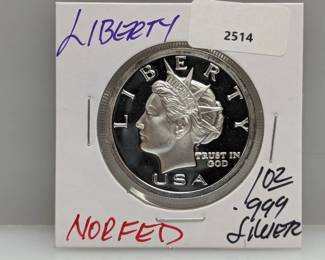 LIBERTY
2514
LIBERTY
TRUST IN
GOD
USA
NORFED
1OZ
.999
SILVER